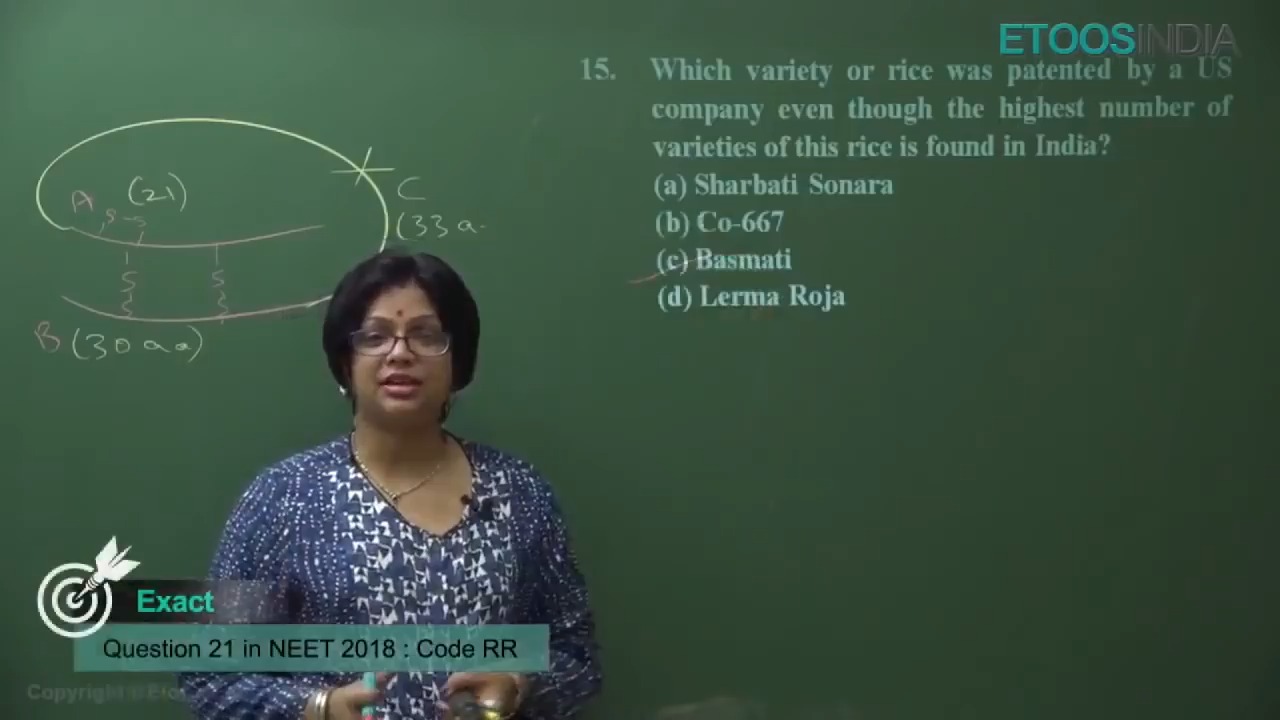 ETOOSINDIA
15. Which variety or rice was patented by a US
company even though the highest number of
varieties of this rice is found in India?
(a) Sharbati Sonara
(b) Co-667
(c) Basmati
(d) Lerma Roja
A (21)
S-S
C
(33 a
S
S
S
S
B (30 aa)
Exact
Question 21 in NEET 2018 : Code RR
Copyright © Etoos